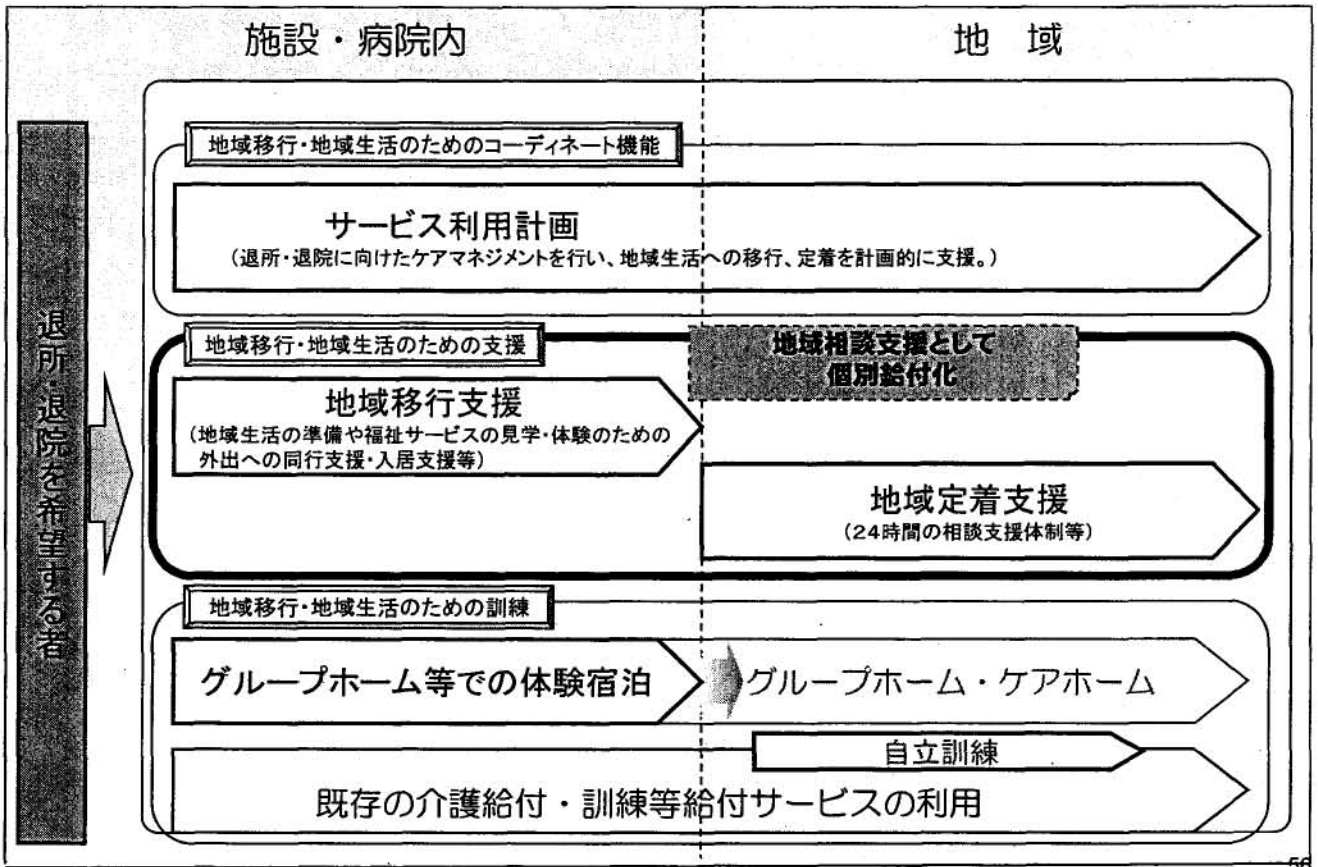 施設・病院内
地　域
退所・退院を希望する者
地域移行・地域生活のためのコーディネート機能
サービス利用計画
（退所・退院に向けたケアマネジメントを行い、地域生活への移行、定着を計画的に支援。）
地域移行・地域生活のための支援
地域相談支援として
個別給付化
地域移行支援
（地域生活の準備や福祉サービスの見学・体験のための
外出への同行支援・入居支援等）
地域定着支援
（24時間の相談支援体制等）
地域移行・地域生活のための訓練
グループホーム等での体験宿泊
グループホーム・ケアホーム
自立訓練
既存の介護給付・訓練等給付サービスの利用
56